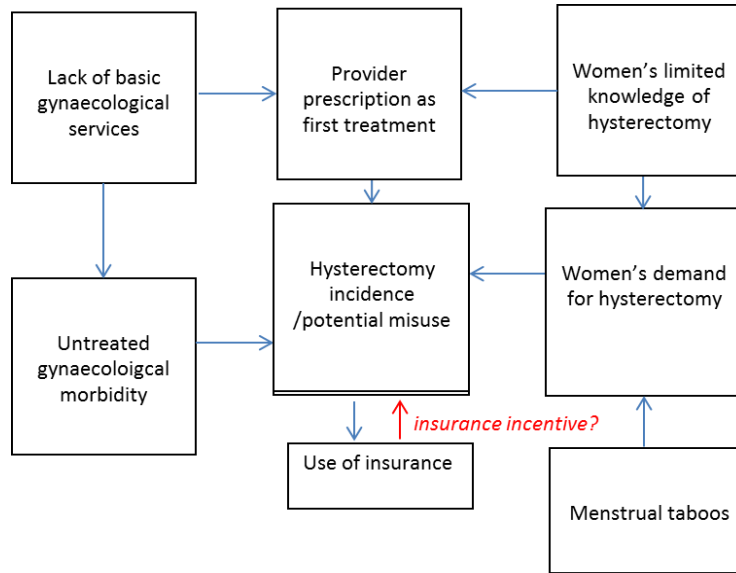 Lack of basic
gynaecological
services
Provider
prescription as
first treatment
Women's limited
knowledge of
hysterectomy
Untreated
gynaecoloigcal
morbidity
Hysterectomy
incidence
/potential misuse
Women's demand
for hysterectomy
insurance incentive?
Use of insurance
Menstrual taboos